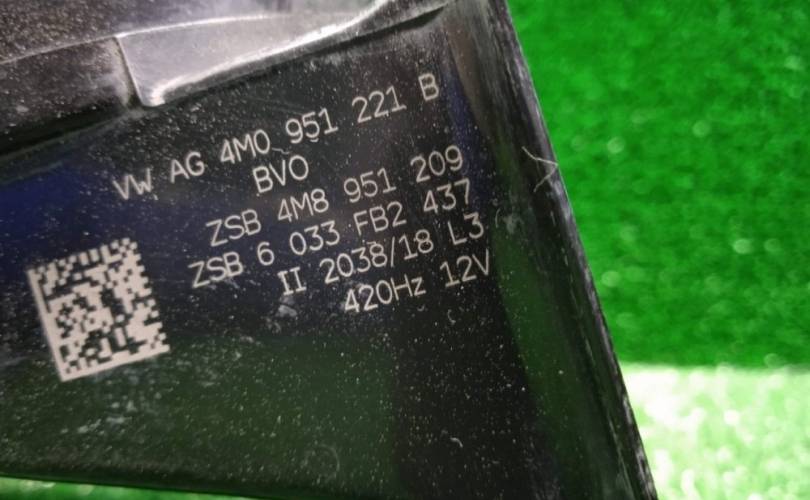 VW AG 4M0 951 221 B
BVO
ZSB 4M8 951 209
ZSB 6 033 FB2 437
II 2038/18 L3
420Hz 12V